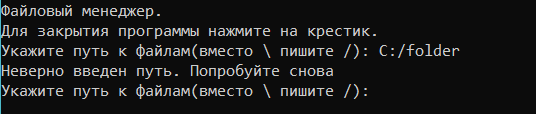 Файловый менеджер.
Для закрытия программы нажмите на крестик.
Укажите путь к файлам(вместо \ пишите /): C:/folder
Неверно введен путь. Попробуйте снова
Укажите путь к файлам(вместо \ пишите /):